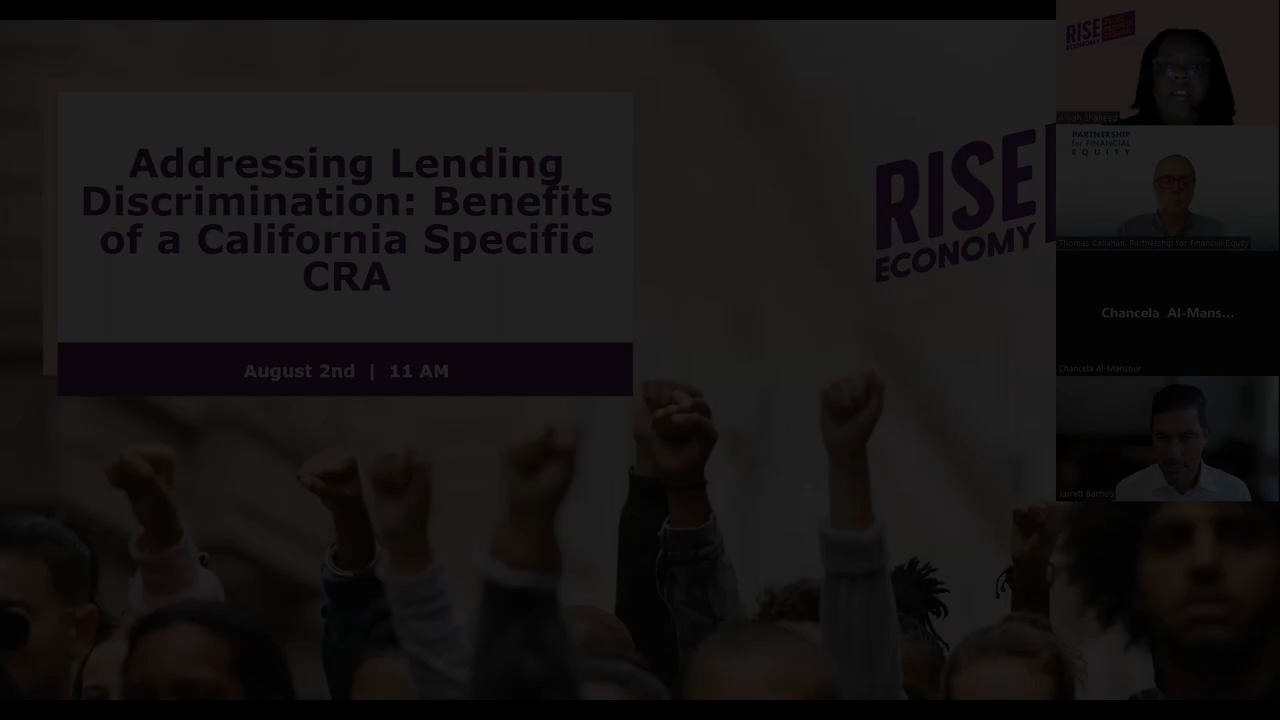 Addressing Lending
Discrimination: Benefits
of a California Specific
CRA
August 2nd | 11 AM
RISE
ECONOMY
RISE
ECONOMY
PARTNERSHIP
for FINANCIAL
EQUITY
Thomas Callahan, Partnership for Financial Equity
Chancela Al-Mans...
Chancela Al-Mansour
Jarrett Barrios